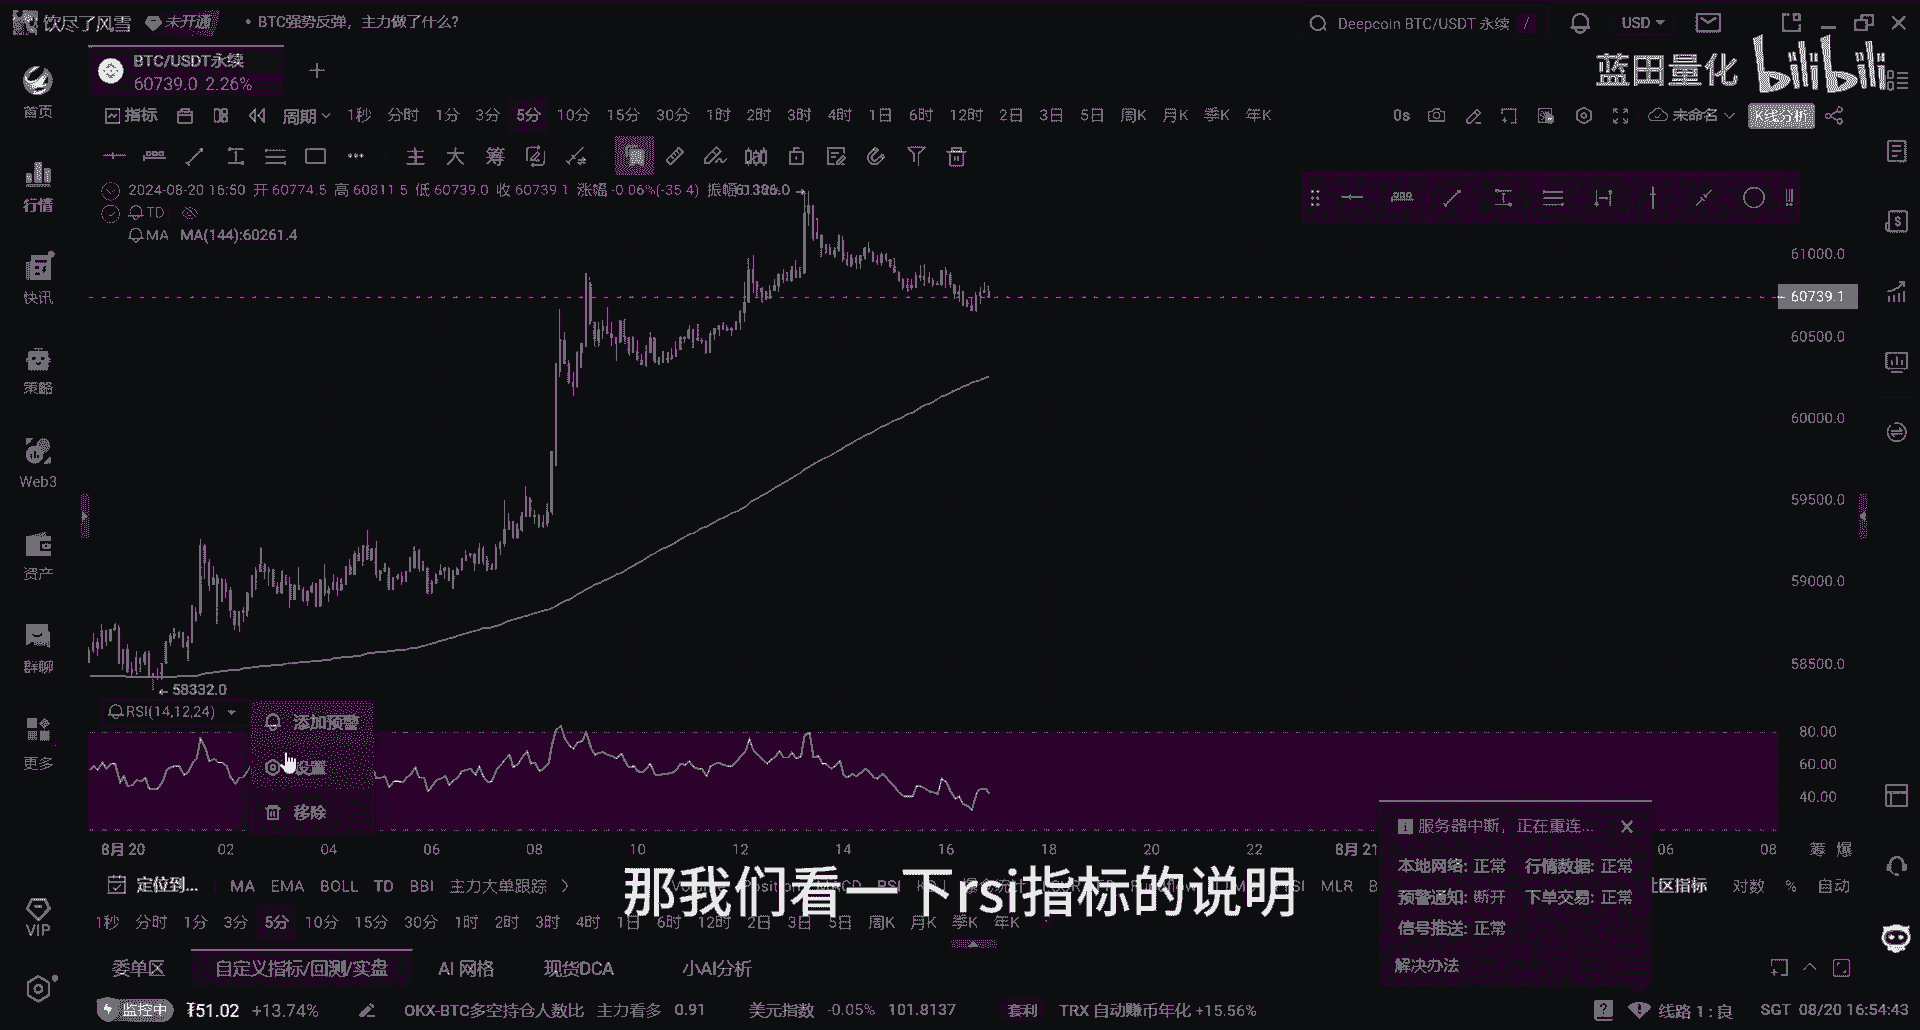 饮尽了风雪 未开通 • BTC强势反弹，主力做了什么? Deepcoin BTC/USDT 永续 / USD
BTC/USDT永续
60739.0 2.26%
蓝田量化 bilibili
首页
指标 周期 1秒 分时 1分 3分 5分 10分 15分 30分 1时 2时 3时 4时 1日 6时 12时 2日 3日 5日 周K 月K 季K 年K 0s 未命名 K线分析
主 大 筹
2024-08-20 16:50 开 60774.5 高 60811.5 低 60739.0 收 60739.1 涨幅 -0.06%(-35.4)
行情
TD
MA MA(144):60261.4
61000.0
快讯
60739.1
60500.0
策略
60000.0
Web3
59500.0
资产
59000.0
群聊
58500.0
58332.0
RSI(14,12,24)
添加预警
设置
移除
更多
80.00
60.00
40.00
服务器中断，正在重连...
本地网络: 正常 行情数据: 正常
预警通知: 断开 下单交易: 正常
信号推送: 正常
解决办法
8月 20 02 04 06 08 10 12 14 16 18 20 22 8月 21 06 08 筹 爆
定位到... MA EMA BOLL TD BBI 主力大单跟踪 MLR 对数 % 自动
那我们看一下rsi指标的说明
1秒 分时 1分 3分 5分 10分 15分 30分 1时 2时 3时 4时 1日 6时 12时 2日 3日 5日 周K 月K 季K 年K
VIP
委单区 自定义指标/回测/实盘 AI 网格 现货DCA 小AI分析
监控中 ₮51.02 +13.74% OKX-BTC多空持仓人数比 主力看多 0.91 美元指数 -0.05% 101.8137 套利 TRX 自动赚币年化 +15.56% 线路 1 : 良 SGT 08/20 16:54:43